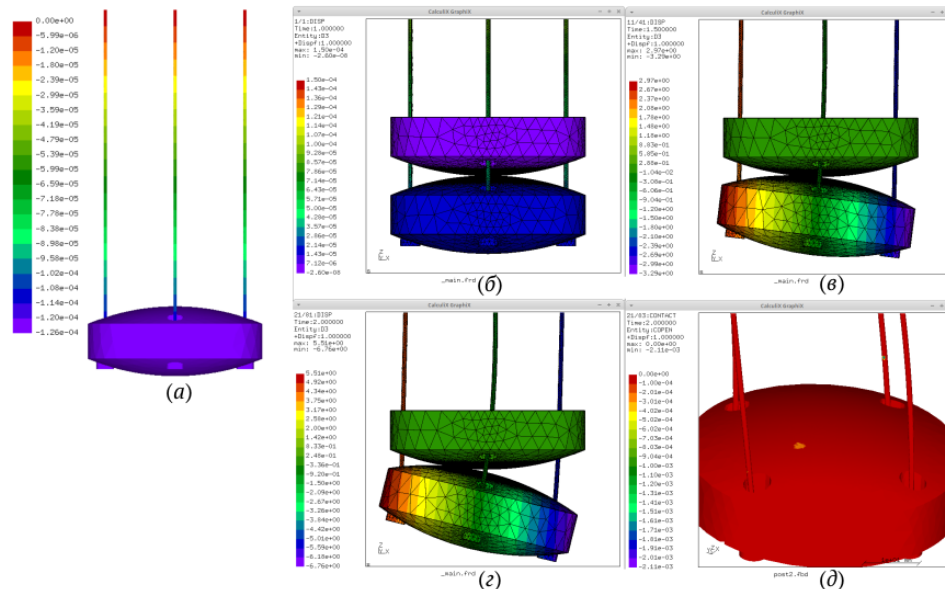 0.00e+00
-5.99e-06
-1.20e-05
-1.80e-05
-2.39e-05
-2.99e-05
-3.59e-05
-4.19e-05
-4.79e-05
-5.39e-05
-5.99e-05
-6.59e-05
-7.18e-05
-7.78e-05
-8.38e-05
-8.98e-05
-9.58e-05
-1.02e-04
-1.08e-04
-1.14e-04
-1.20e-04
-1.26e-04
(а)
CalculiX GraphiX
1/1:DISP
Time:1.000000
Entity:D3
+Dispf:1.000000
max: 1.50e-04
min: -2.60e-08
1.50e-04
1.43e-04
1.36e-04
1.29e-04
1.21e-04
1.14e-04
1.07e-04
1.00e-04
9.28e-05
8.57e-05
7.86e-05
7.14e-05
6.43e-05
5.71e-05
5.00e-05
4.28e-05
3.57e-05
2.86e-05
2.14e-05
1.43e-05
7.12e-06
-2.60e-08
_main.frd
(б)
CalculiX GraphiX
11/41:DISP
Time:1.500000
Entity:D3
+Dispf:1.000000
max: 2.97e+00
min: -3.29e+00
2.97e+00
2.67e+00
2.37e+00
2.08e+00
1.78e+00
1.48e+00
1.18e+00
8.83e-01
5.85e-01
2.88e-01
-1.04e-02
-3.08e-01
-6.06e-01
-9.04e-01
-1.20e+00
-1.50e+00
-1.80e+00
-2.10e+00
-2.39e+00
-2.69e+00
-2.99e+00
-3.29e+00
_main.frd
(в)
CalculiX GraphiX
21/81:DISP
Time:2.000000
Entity:D3
+Dispf:1.000000
max: 5.51e+00
min: -6.76e+00
5.51e+00
4.92e+00
4.34e+00
3.75e+00
3.17e+00
2.58e+00
2.00e+00
1.42e+00
8.33e-01
2.48e-01
-3.36e-01
-9.20e-01
-1.50e+00
-2.09e+00
-2.67e+00
-3.26e+00
-3.84e+00
-4.42e+00
-5.01e+00
-5.59e+00
-6.18e+00
-6.76e+00
_main.frd
(г)
CalculiX GraphiX
21/83:CONTACT
Time:2.000000
Entity:COPEN
+Dispf:1.000000
max: 0.00e+00
min: -2.11e-03
0.00e+00
-1.00e-04
-2.01e-04
-3.01e-04
-4.01e-04
-5.02e-04
-6.02e-04
-7.03e-04
-8.03e-04
-9.04e-04
-1.00e-03
-1.10e-03
-1.20e-03
-1.31e-03
-1.41e-03
-1.51e-03
-1.61e-03
-1.71e-03
-1.81e-03
-1.91e-03
-2.01e-03
-2.11e-03
post2.fbd
(д)